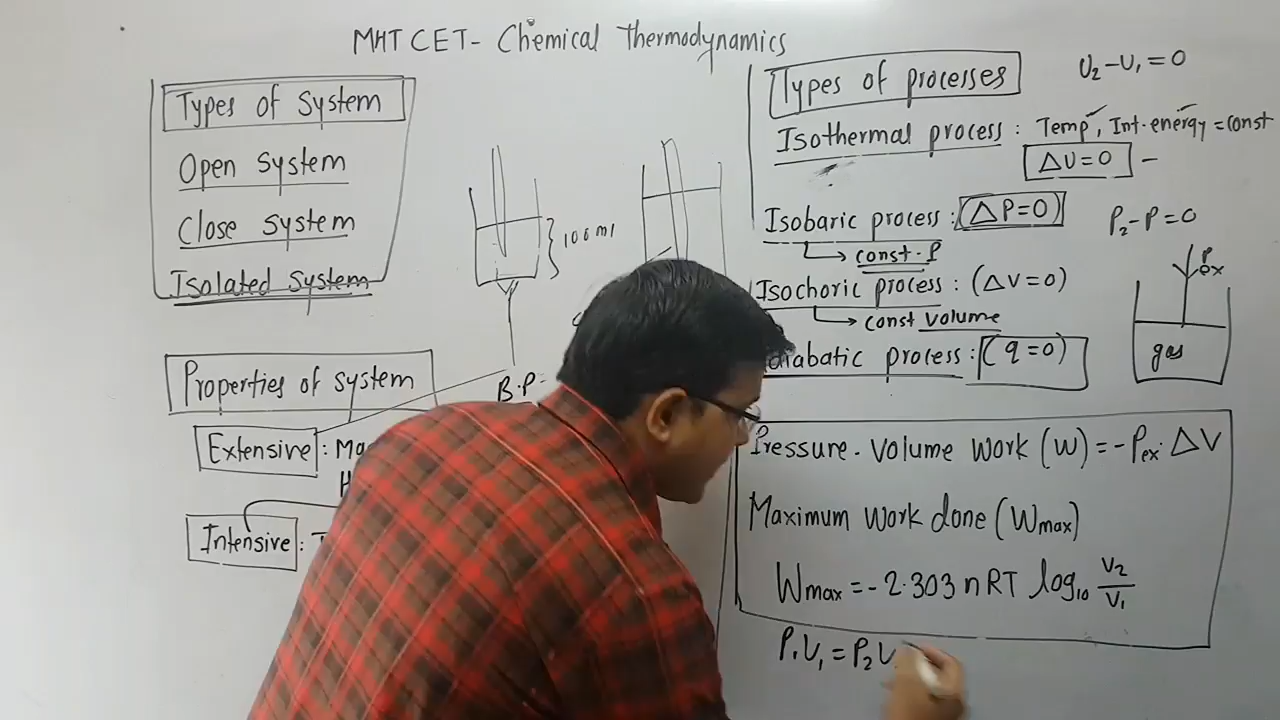 MHT CET - Chemical Thermodynamics
Types of System
Open System
Close System
Isolated System
100 ml
B.P
Properties of System
Extensive :
Intensive :
Types of processes
U₂-U₁=0
Isothermal process : Temp, Int.energy = const
ΔU=0 -
Isobaric process : (ΔP=0)
P₂-P=0
const.P
Isochoric process : (ΔV=0)
const volume
process : (q=0)
Pex
gas
Pressure. Volume Work (W) = -Pex. ΔV
Maximum Work done (Wmax)
Wmax = -2.303 nRT log₁₀ V₂/V₁
P₁V₁ = P₂V